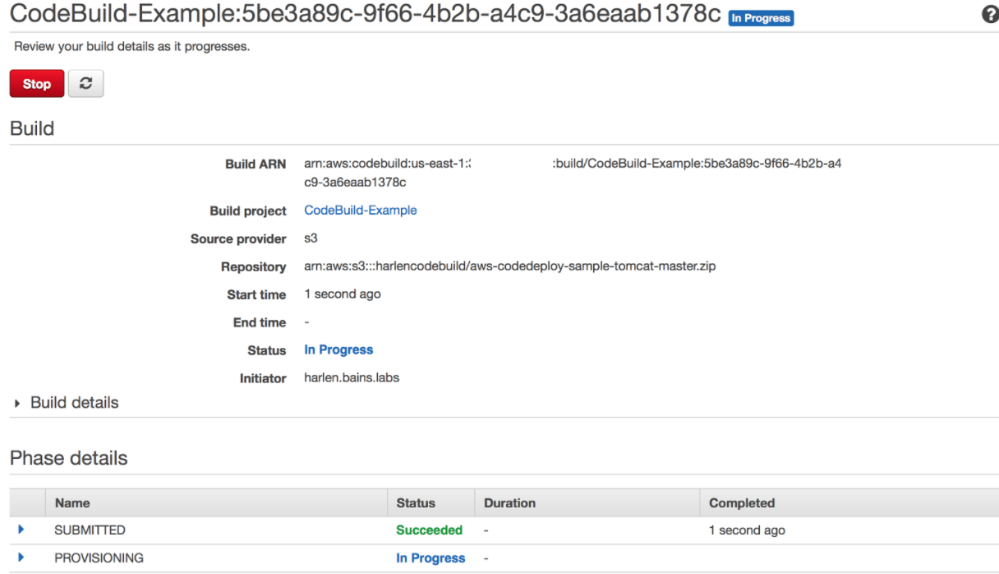 CodeBuild-Example:5be3a89c-9f66-4b2b-a4c9-3a6eaab1378c In Progress ?
Review your build details as it progresses.
Stop
Build
Build ARN arn:aws:codebuild:us-east-1: :build/CodeBuild-Example:5be3a89c-9f66-4b2b-a4
c9-3a6eaab1378c
Build project CodeBuild-Example
Source provider s3
Repository arn:aws:s3:::harlencodebuild/aws-codedeploy-sample-tomcat-master.zip
Start time 1 second ago
End time -
Status In Progress
Initiator harlen.bains.labs
Build details
Phase details
Name Status Duration Completed
SUBMITTED Succeeded - 1 second ago
PROVISIONING In Progress -